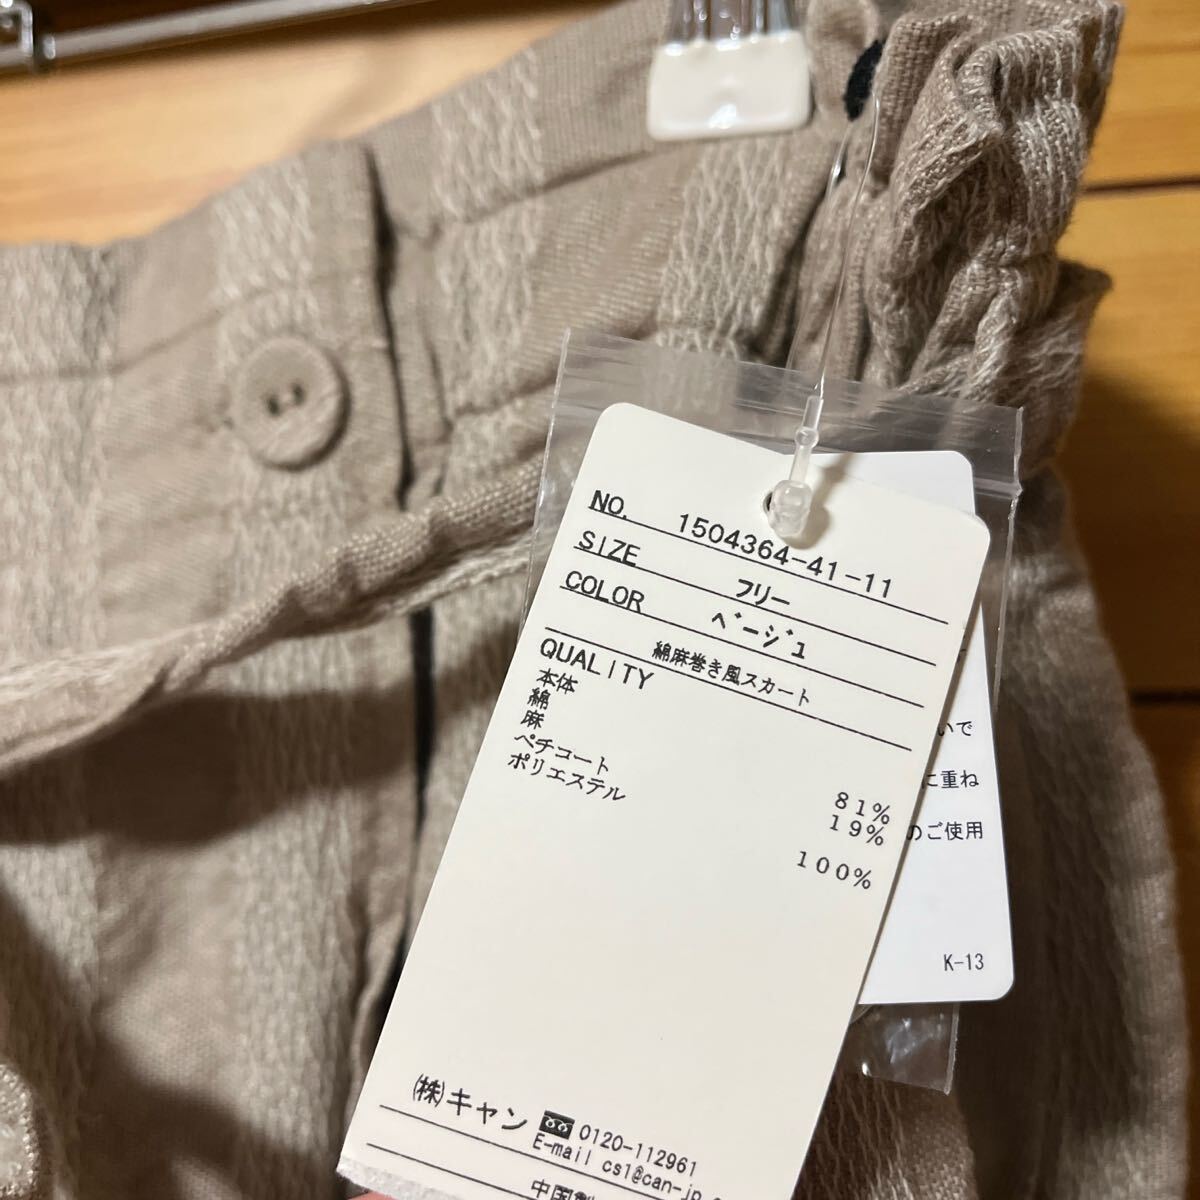 NO. 1504364-41-11
SIZE フリー
COLOR ベージュ
綿麻巻き風スカート
QUALITY
本体
綿 81%
麻 19%
ペチコート
ポリエステル 100%
㈱キャン 0120-112961
E-mail cs1@can-jp.
中国製
いで
に重ね
のご使用
K-13